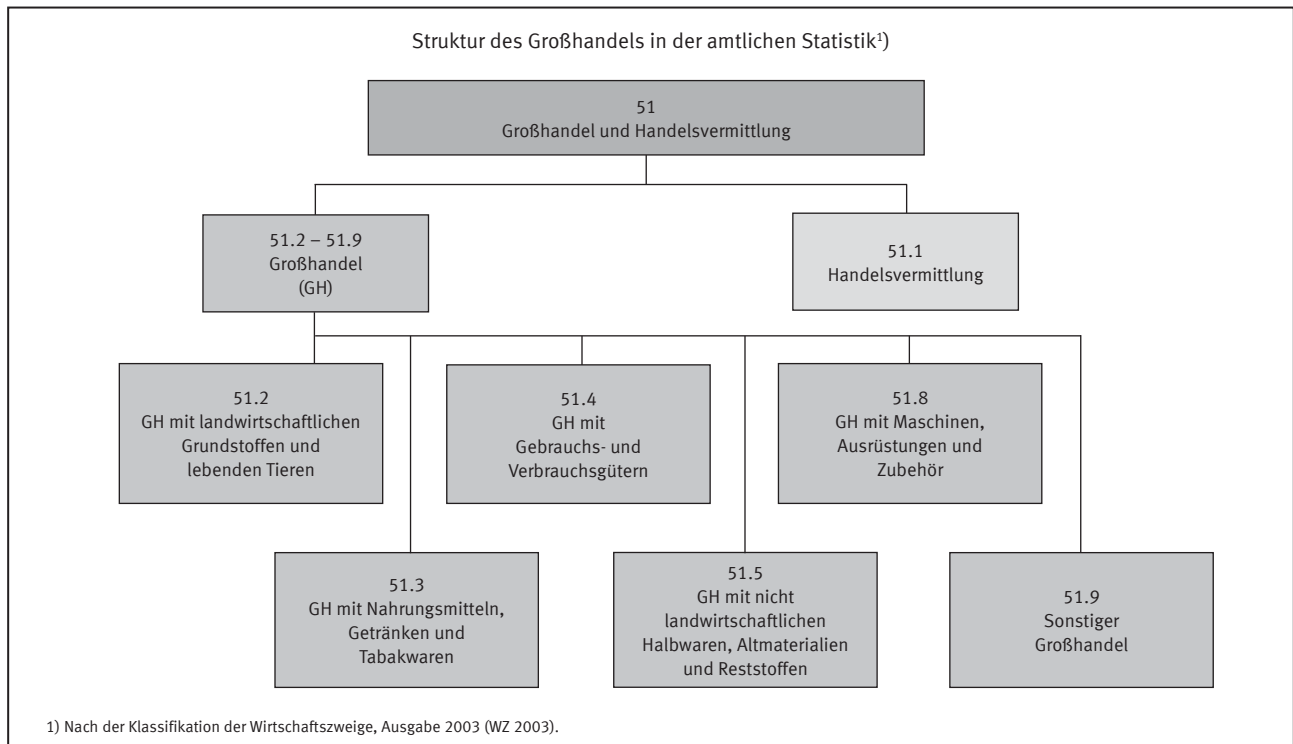 Struktur des Großhandels in der amtlichen Statistik¹)
51
Großhandel und Handelsvermittlung
51.2 – 51.9
Großhandel
(GH)
51.1
Handelsvermittlung
51.2
GH mit landwirtschaftlichen
Grundstoffen und
lebenden Tieren
51.4
GH mit
Gebrauchs- und
Verbrauchsgütern
51.8
GH mit Maschinen,
Ausrüstungen und
Zubehör
51.3
GH mit Nahrungsmitteln,
Getränken und
Tabakwaren
51.5
GH mit nicht
landwirtschaftlichen
Halbwaren, Altmaterialien
und Reststoffen
51.9
Sonstiger
Großhandel
1) Nach der Klassifikation der Wirtschaftszweige, Ausgabe 2003 (WZ 2003).